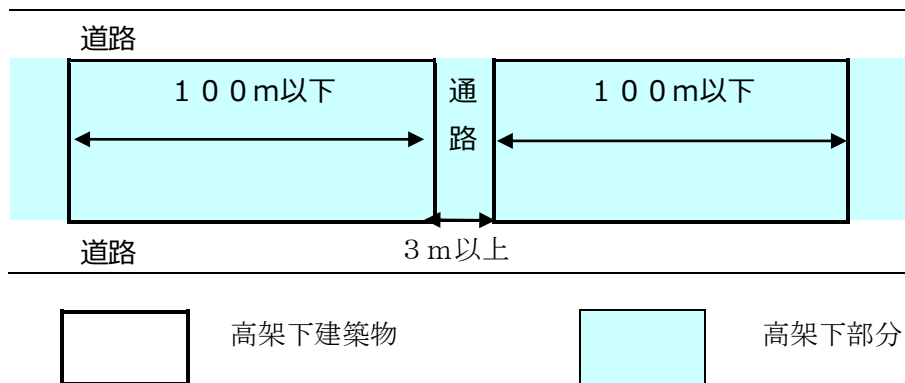 道路
１００ｍ以下
通路
１００ｍ以下
道路
３ｍ以上
高架下建築物
高架下部分